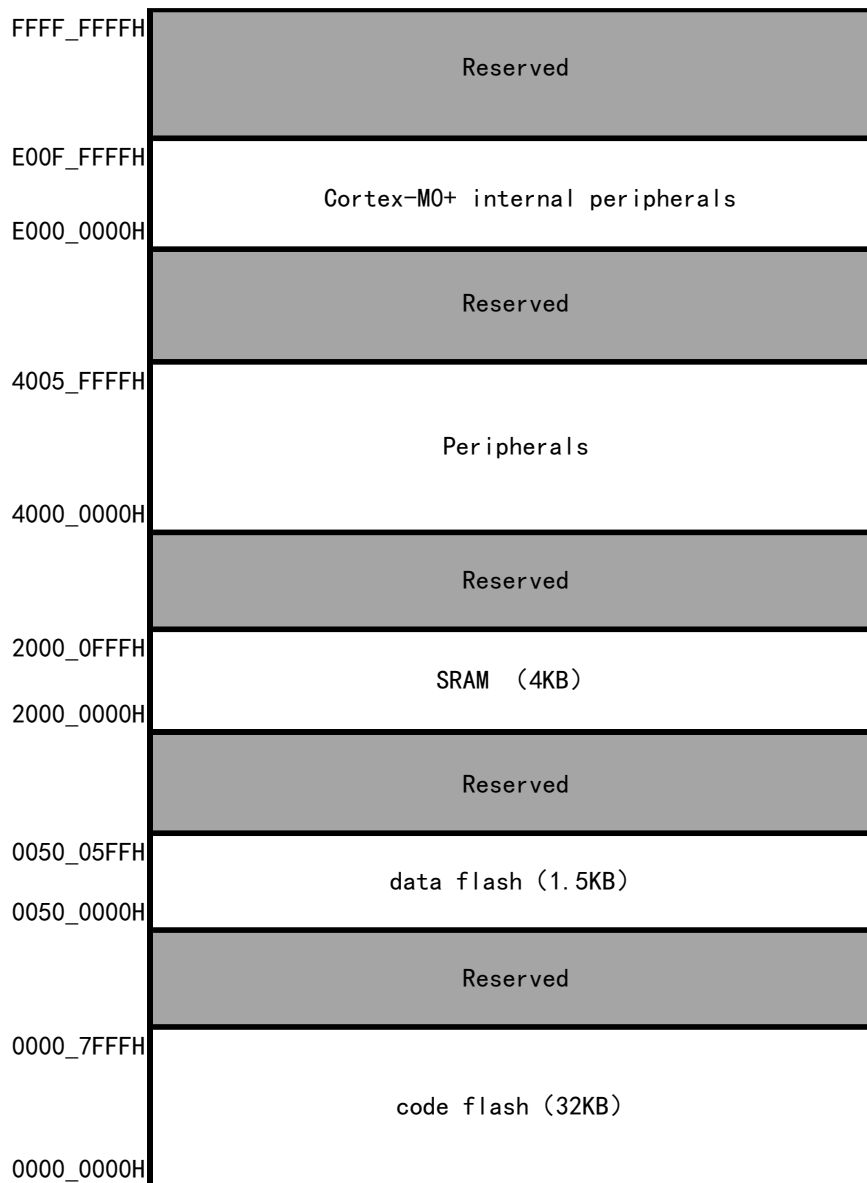 FFFF_FFFFH
Reserved
E00F_FFFFH
Cortex-M0+ internal peripherals
E000_0000H
Reserved
4005_FFFFH
Peripherals
4000_0000H
Reserved
2000_0FFFH
SRAM （4KB）
2000_0000H
Reserved
0050_05FFH
data flash（1.5KB）
0050_0000H
Reserved
0000_7FFFH
code flash（32KB）
0000_0000H